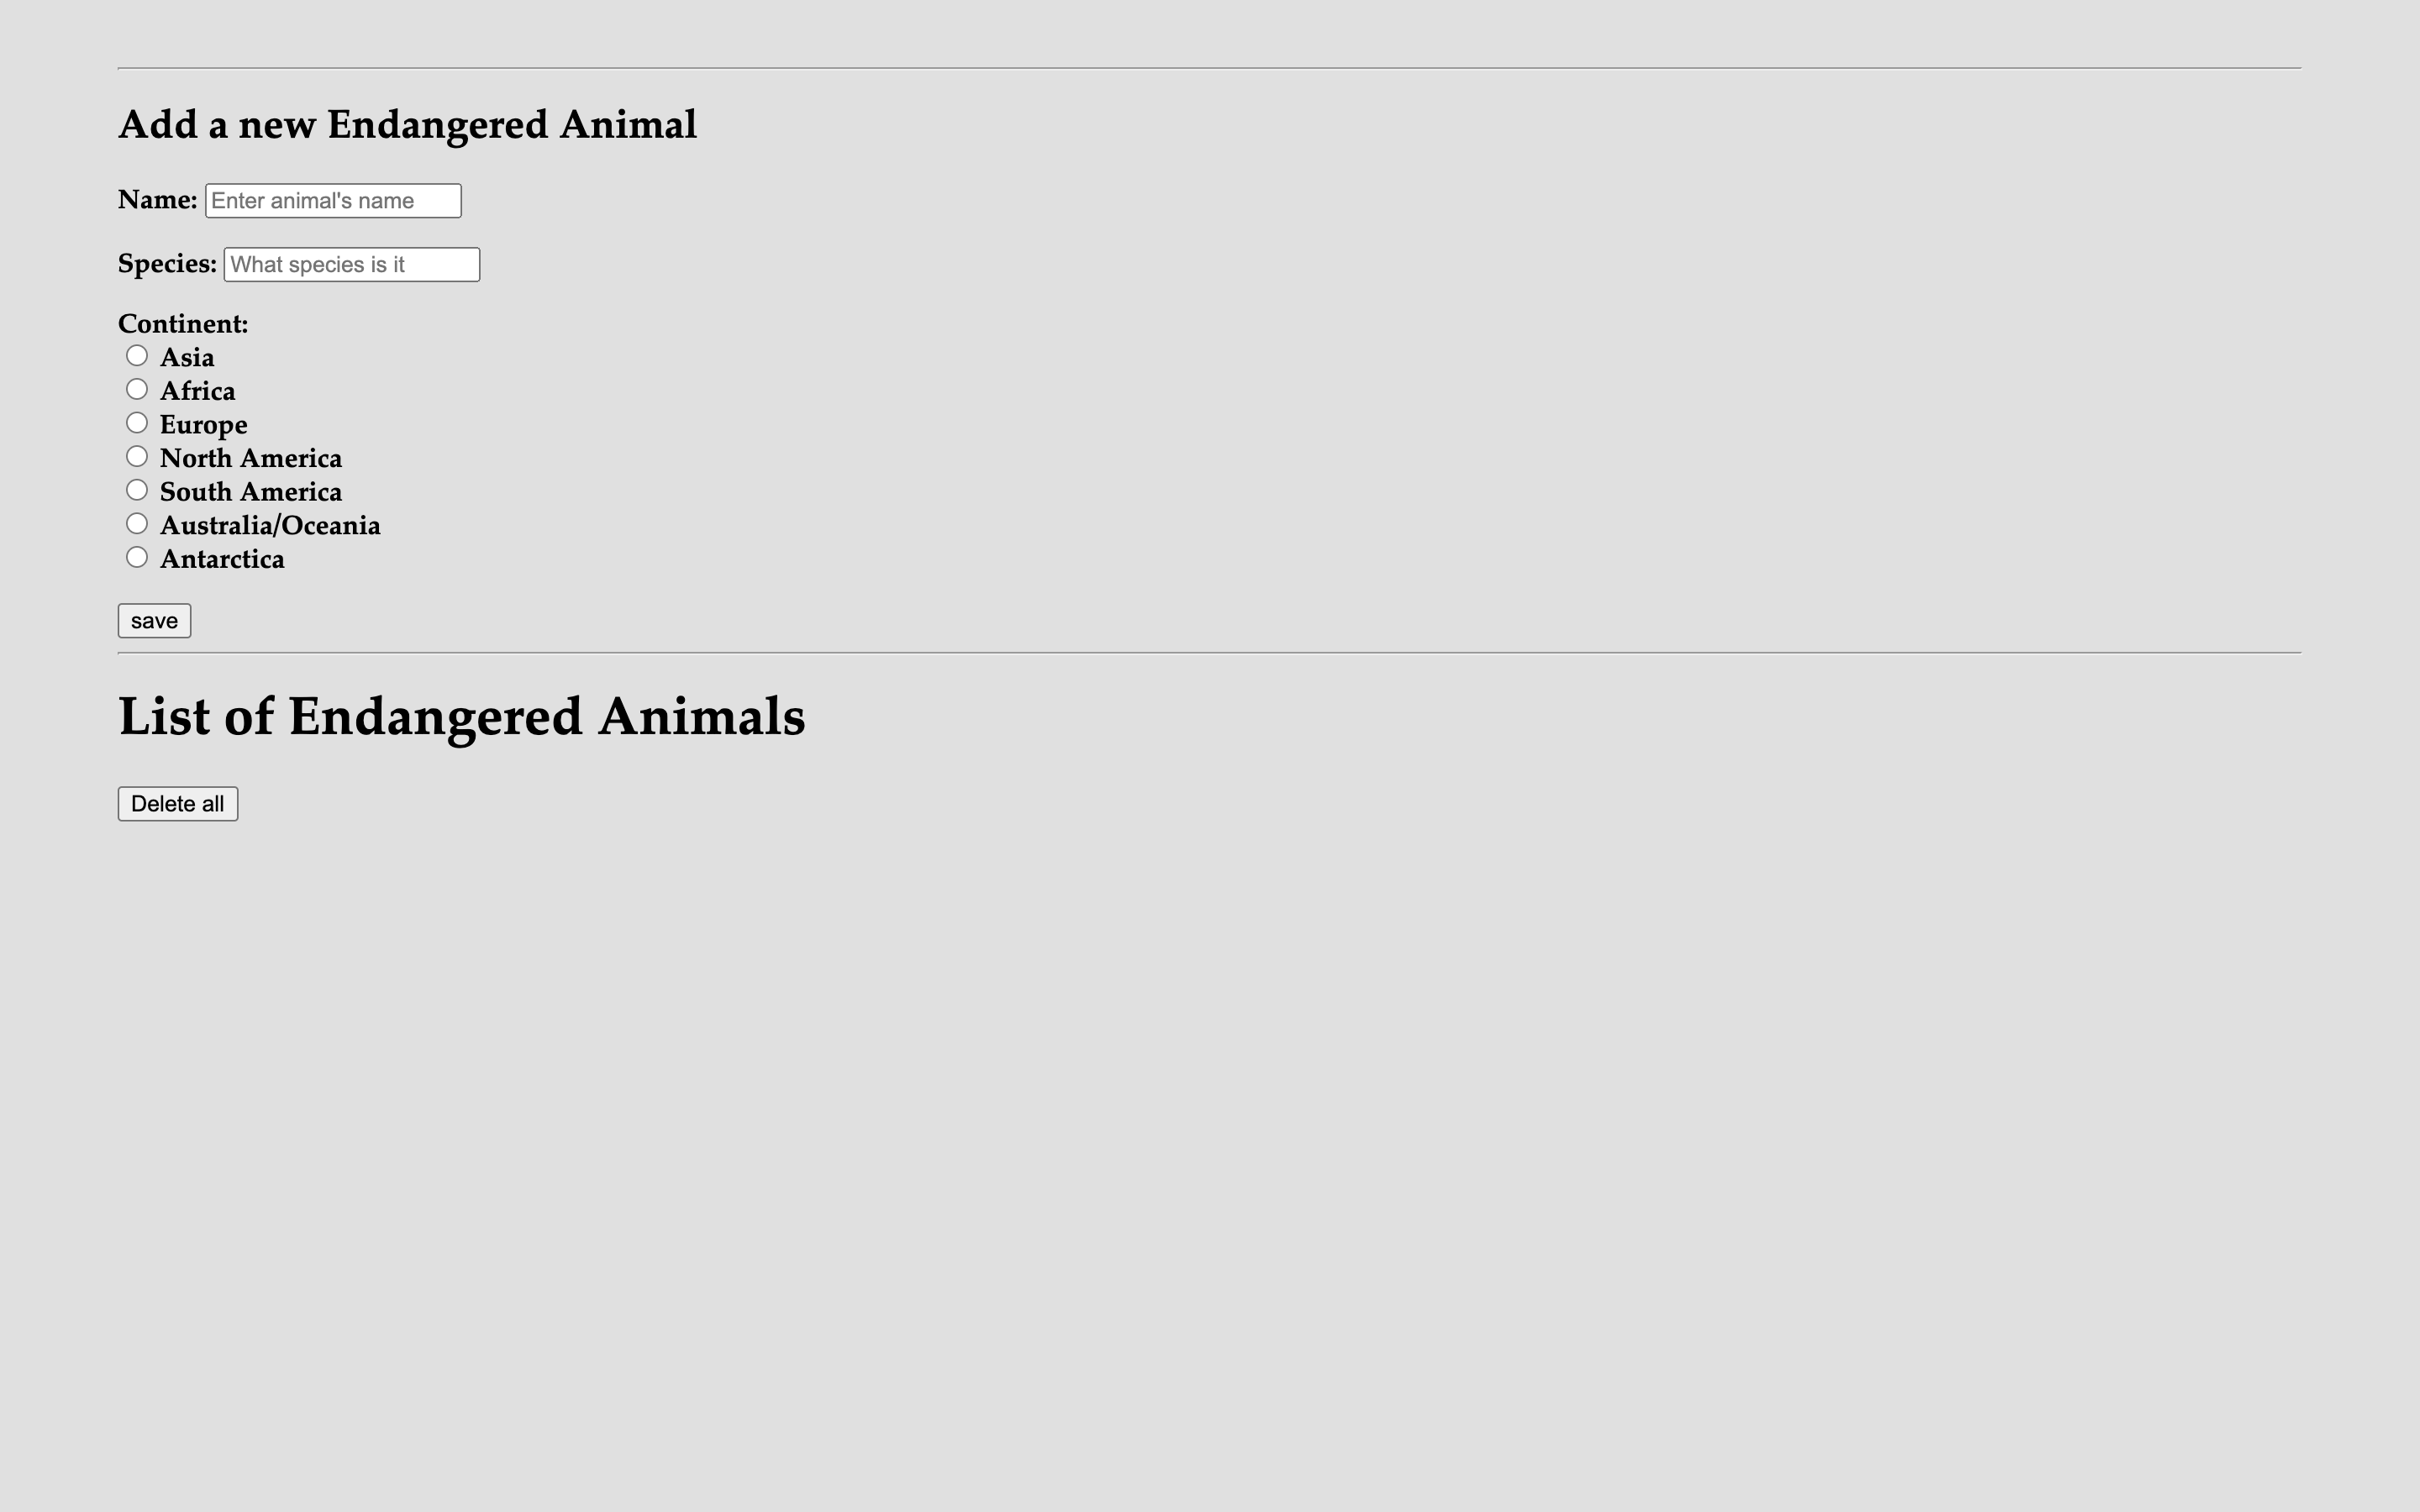 Add a new Endangered Animal
Name: Enter animal's name
Species: What species is it
Continent:
Asia
Africa
Europe
North America
South America
Australia/Oceania
Antarctica
save
List of Endangered Animals
Delete all